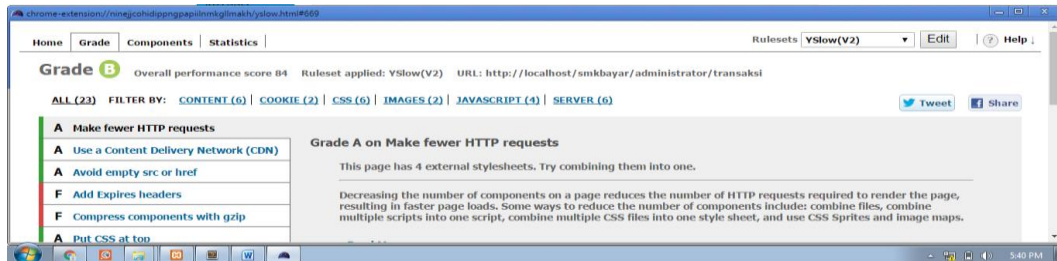 chrome-extension://ninejjcohidippngpapiilnmkgllmakh/yslow.html#669
Home Grade Components Statistics Rulesets YSlow(V2) Edit ? Help ↓
Grade B Overall performance score 84 Ruleset applied: YSlow(V2) URL: http://localhost/smkbayar/administrator/transaksi
ALL (23) FILTER BY: CONTENT (6) | COOKIE (2) | CSS (6) | IMAGES (2) | JAVASCRIPT (4) | SERVER (6) Tweet Share
A Make fewer HTTP requests
A Use a Content Delivery Network (CDN)
A Avoid empty src or href
F Add Expires headers
F Compress components with gzip
A Put CSS at top
Grade A on Make fewer HTTP requests
This page has 4 external stylesheets. Try combining them into one.
Decreasing the number of components on a page reduces the number of HTTP requests required to render the page,
resulting in faster page loads. Some ways to reduce the number of components include: combine files, combine
multiple scripts into one script, combine multiple CSS files into one style sheet, and use CSS Sprites and image maps.
5:40 PM